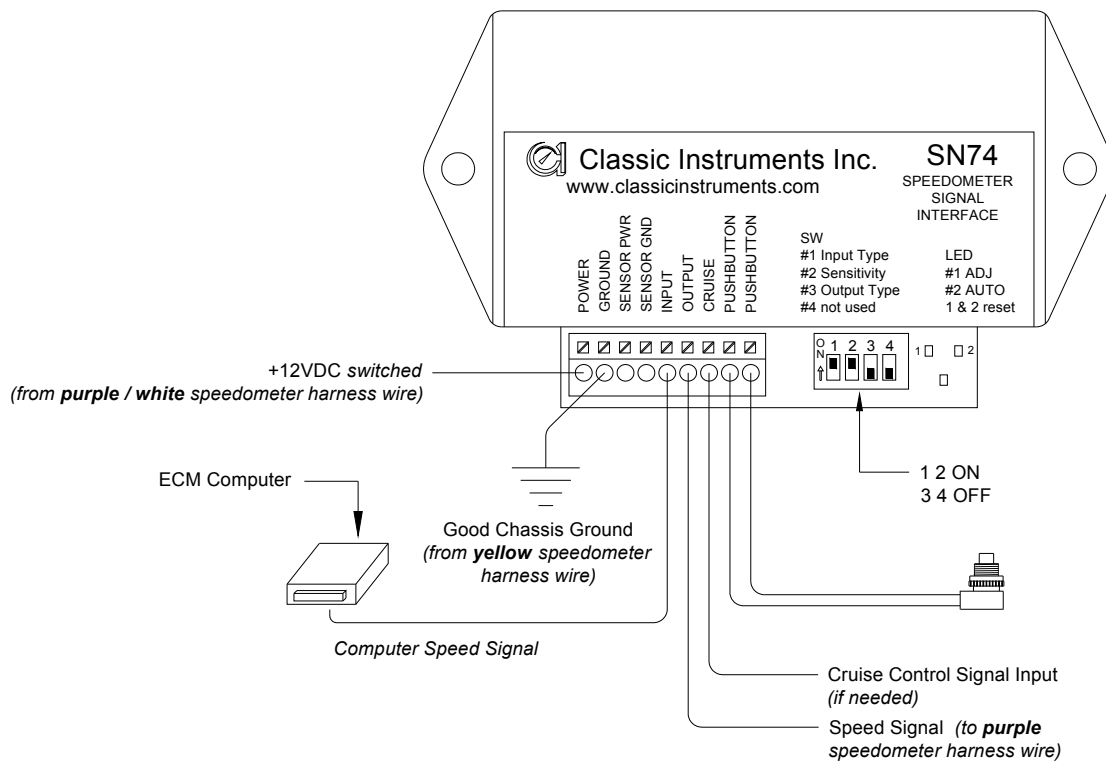 Classic Instruments Inc.
www.classicinstruments.com
SN74
SPEEDOMETER
SIGNAL
INTERFACE
POWER
GROUND
SENSOR PWR
SENSOR GND
INPUT
OUTPUT
CRUISE
PUSHBUTTON
PUSHBUTTON
SW
#1 Input Type
#2 Sensitivity
#3 Output Type
#4 not used
LED
#1 ADJ
#2 AUTO
1 & 2 reset
ON
1 2 3 4
1 2
+12VDC switched
(from purple / white speedometer harness wire)
ECM Computer
Good Chassis Ground
(from yellow speedometer
harness wire)
1 2 ON
3 4 OFF
Computer Speed Signal
Cruise Control Signal Input
(if needed)
Speed Signal (to purple
speedometer harness wire)